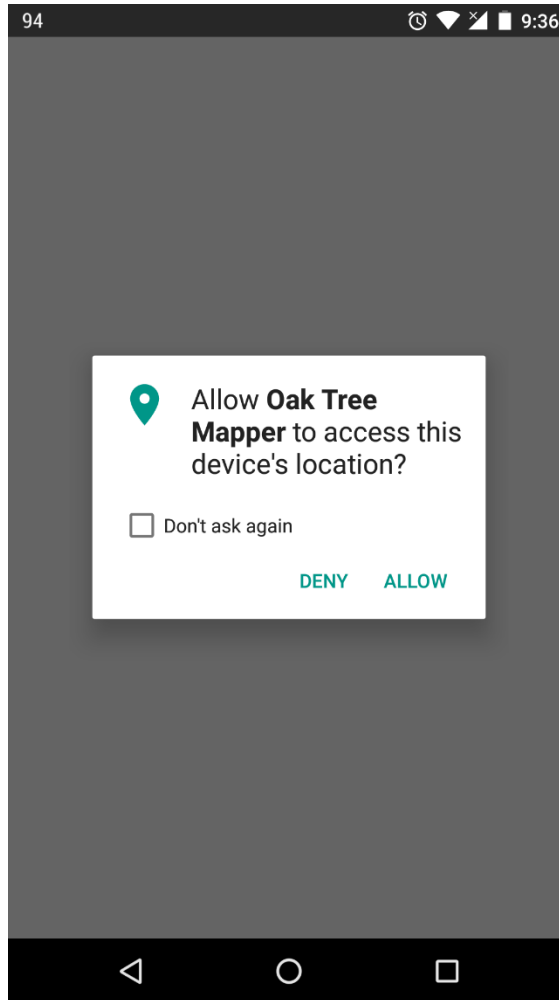 94 9:36
Allow Oak Tree
Mapper to access this
device's location?
Don't ask again
DENY ALLOW